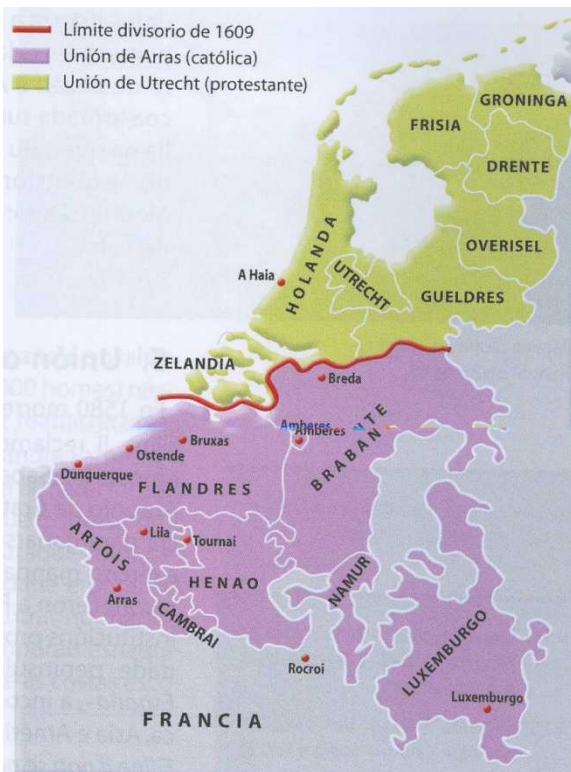 Límite divisorio de 1609
Unión de Arras (católica)
Unión de Utrecht (protestante)
GRONINGA
FRISIA
DRENTE
OVERISEL
HOLANDA
A Haia
UTRECHT
GUELDRES
ZELANDIA
Breda
Amberes
Amberes
BRABANTE
Bruxas
Ostende
Dunquerque
FLANDRES
Lila
Tournai
ARTOIS
HENAO
NAMUR
Arras
CAMBRAI
LUXEMBURGO
Rocroi
Luxemburgo
FRANCIA